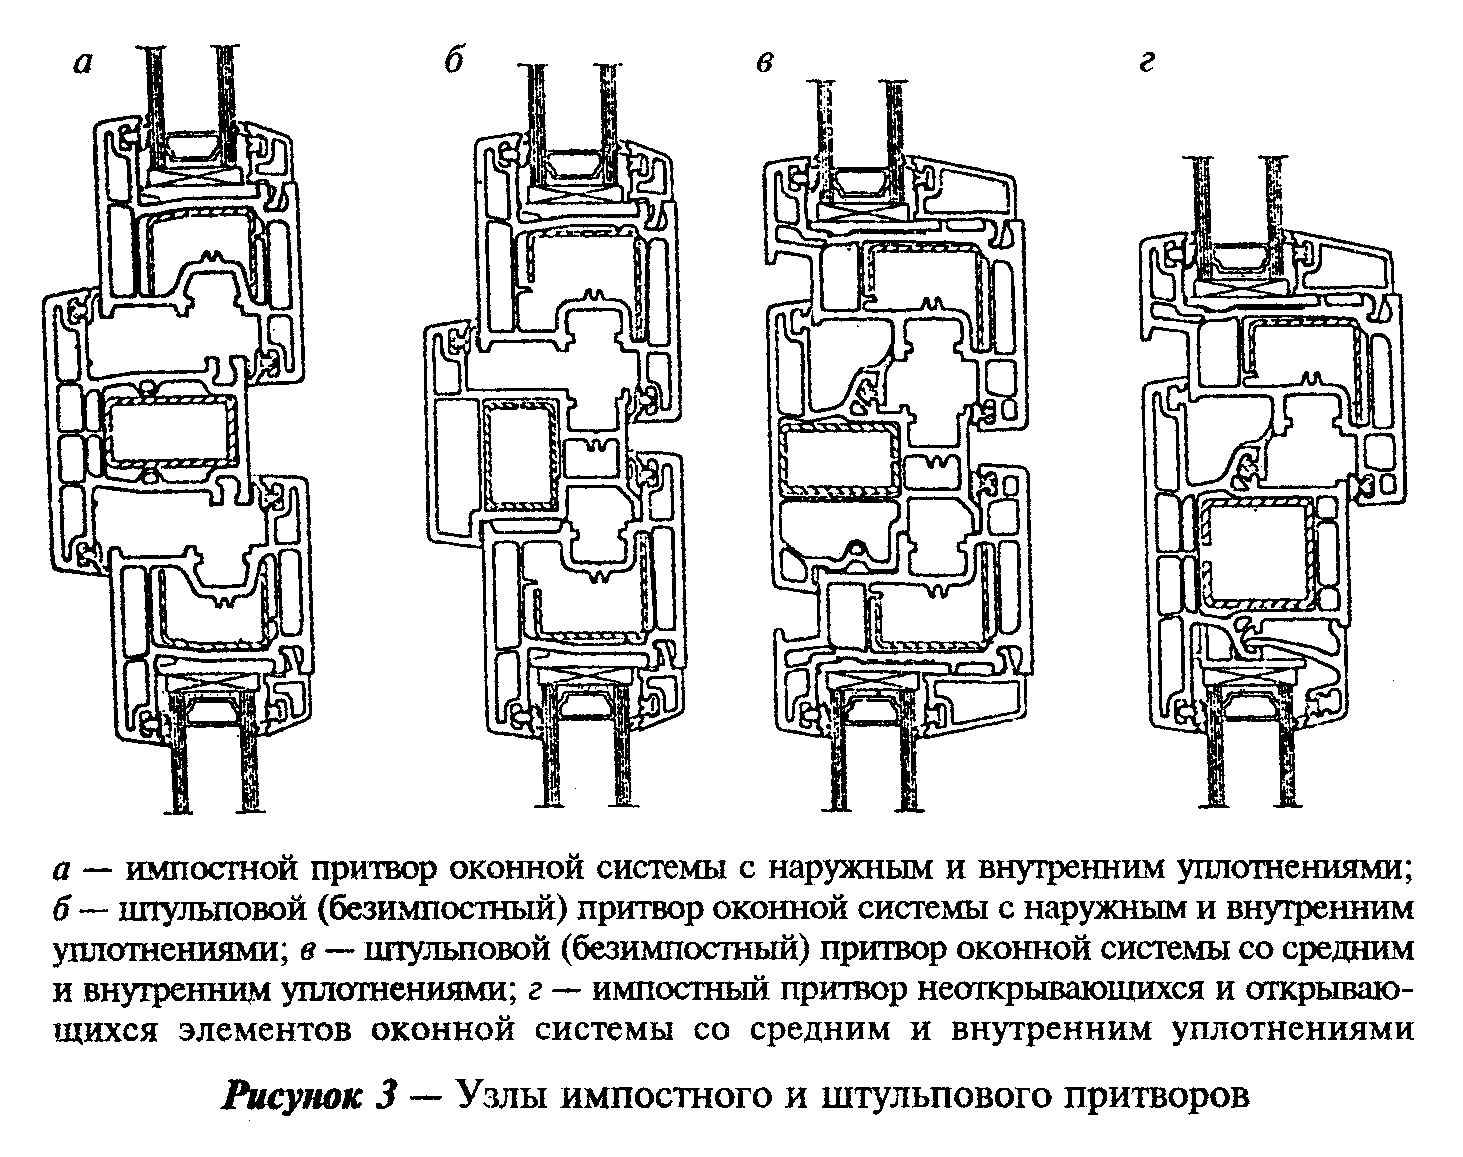 а б в г
а — импостной притвор оконной системы с наружным и внутренним уплотнениями;
б — штульповой (безимпостный) притвор оконной системы с наружным и внутренним
уплотнениями; в — штульповой (безимпостный) притвор оконной системы со средним
и внутренним уплотнениями; г — импостный притвор неоткрывающихся и открываю-
щихся элементов оконной системы со средним и внутренним уплотнениями
Рисунок 3 — Узлы импостного и штульпового притворов